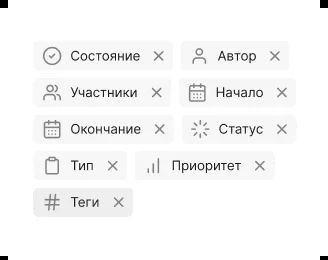 Состояние Автор
Участники Начало
Окончание Статус
Тип Приоритет
Теги